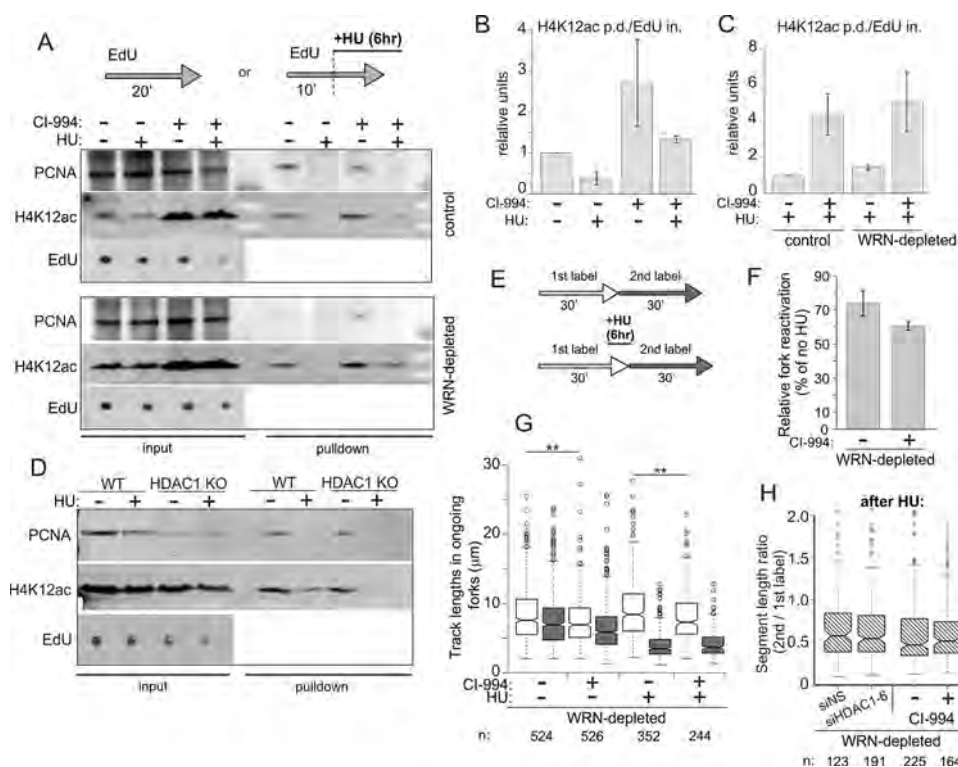 A
EdU
20'
or
+HU (6hr)
EdU
10'
CI-994: - - + + - - + +
HU: - + - + - + - +
PCNA
H4K12ac
EdU
control
PCNA
H4K12ac
EdU
WRN-depleted
input
pulldown
B
H4K12ac p.d./EdU in.
relative units
4
3
2
1
0
CI-994: - - + +
HU: - + - +
C
H4K12ac p.d./EdU in.
relative units
8
6
4
2
0
CI-994: - + - +
HU: + + + +
control
WRN-depleted
D
WT
HDAC1 KO
WT
HDAC1 KO
HU: - + - + - + - +
PCNA
H4K12ac
EdU
input
pulldown
E
1st label
2nd label
30'
30'
+HU
(6hr)
1st label
2nd label
30'
30
F
Relative fork reactivation
(% of no HU)
90
70
50
30
10
0
CI-994: - +
WRN-depleted
G
Track lengths in ongoing
forks (μm)
30
20
10
0
**
**
CI-994: - + - +
HU: - - + +
WRN-depleted
n: 524 526 352 244
H
after HU:
Segment length ratio
(2nd / 1st label)
2.0
1.5
1.0
0.5
0
siNS
siHDAC1-6
- +
CI-994
WRN-depleted
n: 123 191 225 164